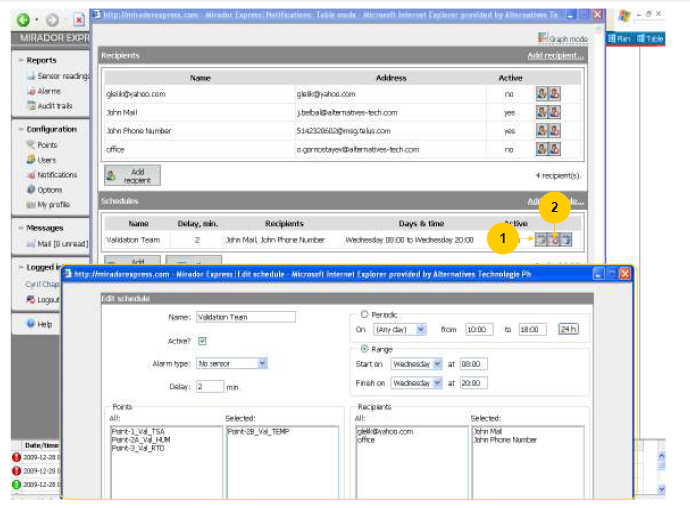 http://miradorexpress.com - Mirador Express|Notifications: Table mode - Microsoft Internet Explorer provided by Alternatives Te
MIRADOR EXPR
Graph mode
Plan
Table
Reports
Sensor readings
Alarms
Audit trails
Configuration
Points
Users
Notifications
Options
My profile
Messages
Mail [0 unread]
Logged i
Cyril Chap
Logout
Help
Recipients
Add recipient...
Name Address Active
glelik@yahoo.com glelik@yahoo.com no
John Mail j.belbal@alternatives-tech.com yes
John Phone Number 5142320602@msg.telus.com yes
office o.gornostayev@alternatives-tech.com no
Add recipient
4 recipient(s).
Schedules
2
Name Delay, min. Recipients Days & time Active
Validation Team 2 John Mail, John Phone Number Wednesday 08:00 to Wednesday 20:00
1
Add
http://miradorexpress.com - Mirador Express|Edit schedule - Microsoft Internet Explorer provided by Alternatives Technologie Ph
Edit schedule
Name: Validation Team
Active?
Alarm type: No sensor
Delay: 2 min.
Periodic
On (Any day) from 10:00 to 18:00 24 h
Range
Start on Wednesday at 08:00
Finish on Wednesday at 20:00
Points
All: Selected:
Point-1_Val_TSA Point-2B_Val_TEMP
Point-2A_Val_HUM
Point-3_Val_RTD
Recipients
All: Selected:
glelik@yahoo.com John Mail
office John Phone Number
Date/time
2009-12-28
2009-12-28
2009-12-28